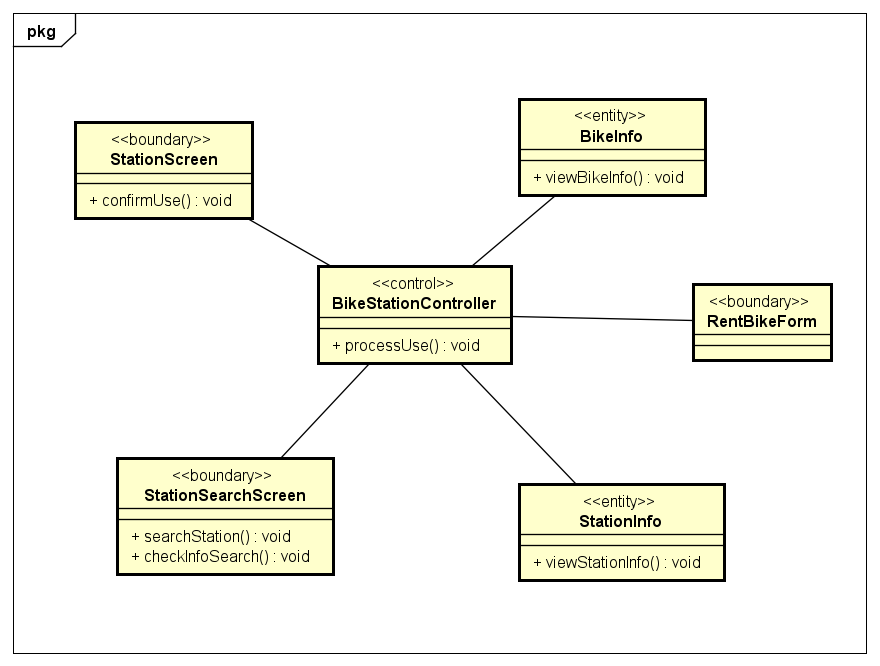 pkg
<<boundary>>
StationScreen
+ confirmUse() : void
<<entity>>
BikeInfo
+ viewBikeInfo() : void
<<control>>
BikeStationController
+ processUse() : void
<<boundary>>
RentBikeForm
<<boundary>>
StationSearchScreen
+ searchStation() : void
+ checkInfoSearch() : void
<<entity>>
StationInfo
+ viewStationInfo() : void